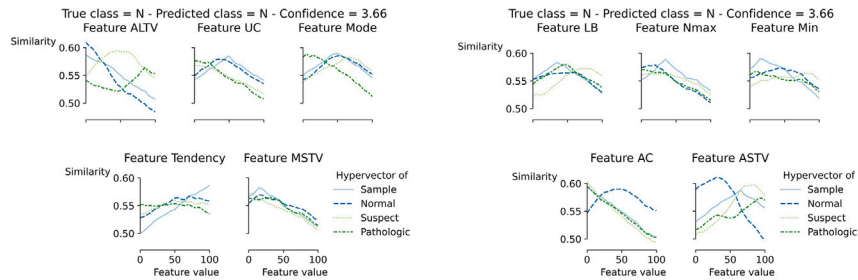 True class = N - Predicted class = N - Confidence = 3.66
Feature ALTV Feature UC Feature Mode
Similarity
0.60
0.55
0.50
Feature Tendency Feature MSTV
Similarity
0.60
0.55
0.50
0 50 100 0 50 100
Feature value Feature value
Hypervector of
Sample
Normal
Suspect
Pathologic
True class = N - Predicted class = N - Confidence = 3.66
Feature LB Feature Nmax Feature Min
Similarity
0.60
0.55
0.50
Feature AC Feature ASTV
Similarity
0.60
0.55
0.50
0 50 100 0 50 100
Feature value Feature value
Hypervector of
Sample
Normal
Suspect
Pathologic